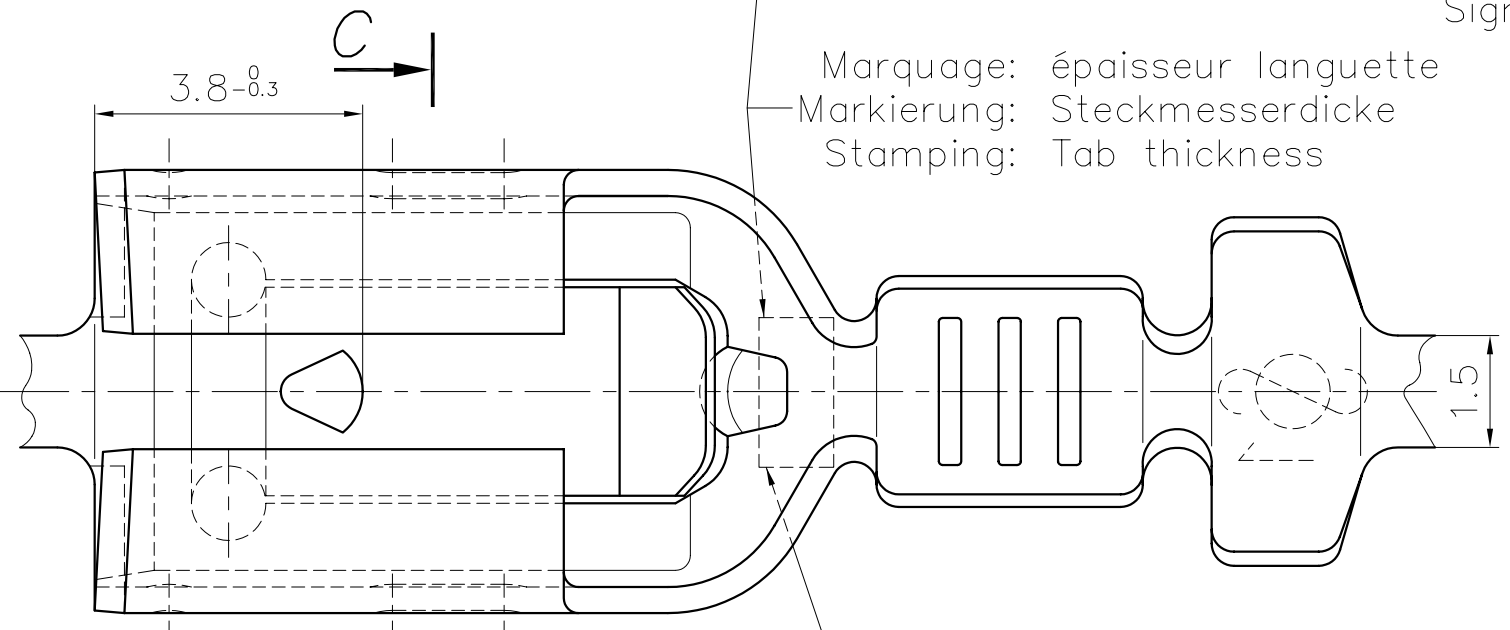 Sign
C
3.8-0/-0.3
Marquage: épaisseur languette
Markierung: Steckmesserdicke
Stamping: Tab thickness
1.5